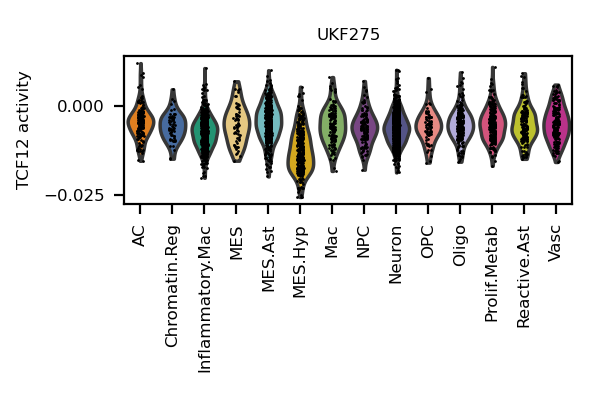 UKF275
TCF12 activity
0.000
−0.025
AC
Chromatin.Reg
Inflammatory.Mac
MES
MES.Ast
MES.Hyp
Mac
NPC
Neuron
OPC
Oligo
Prolif.Metab
Reactive.Ast
Vasc